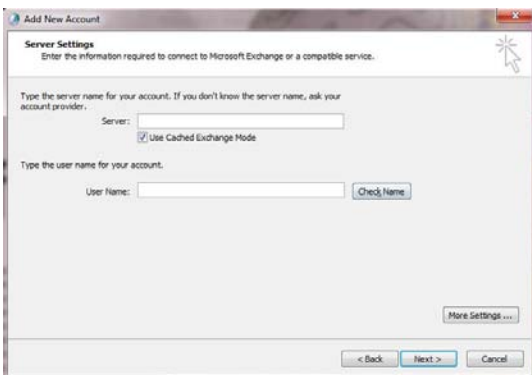 Add New Account
Server Settings
Enter the information required to connect to Microsoft Exchange or a compatible service.
Type the server name for your account. If you don't know the server name, ask your
account provider.
Server:
Use Cached Exchange Mode
Type the user name for your account.
User Name:
Check Name
More Settings ...
< Back
Next >
Cancel